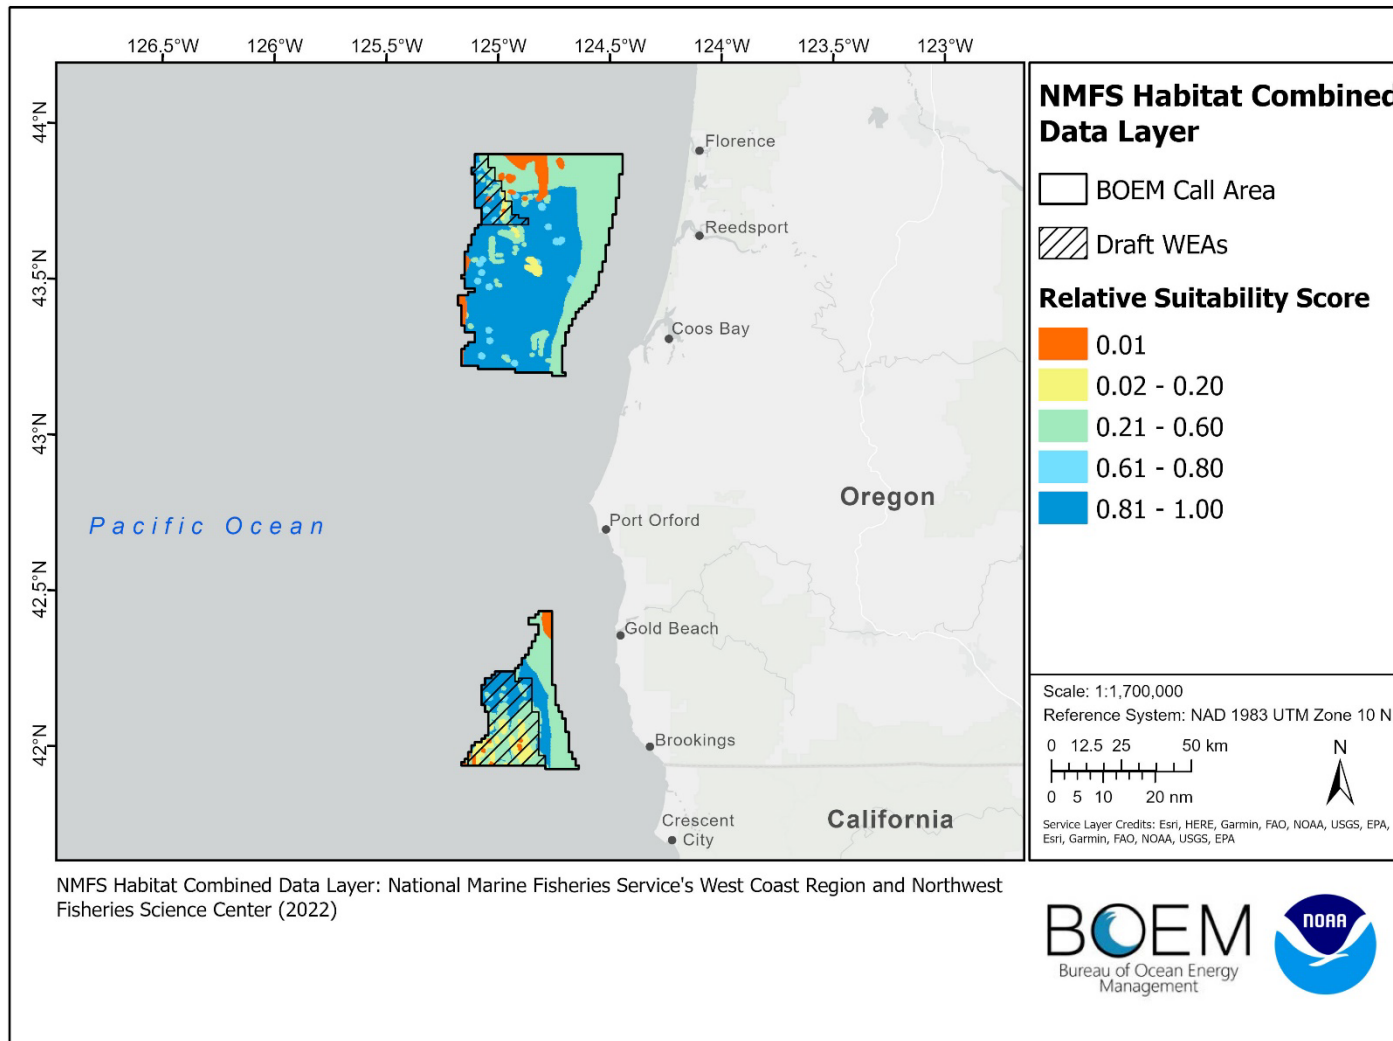 126.5°W 126°W 125.5°W 125°W 124.5°W 124°W 123.5°W 123°W
44°N
43.5°N
43°N
42.5°N
42°N
Florence
Reedsport
Coos Bay
Oregon
Port Orford
Pacific Ocean
Gold Beach
Brookings
Crescent
City
California
NMFS Habitat Combined
Data Layer
BOEM Call Area
Draft WEAs
Relative Suitability Score
0.01
0.02 - 0.20
0.21 - 0.60
0.61 - 0.80
0.81 - 1.00
Scale: 1:1,700,000
Reference System: NAD 1983 UTM Zone 10 N
0 12.5 25 50 km
0 5 10 20 nm
N
Service Layer Credits: Esri, HERE, Garmin, FAO, NOAA, USGS, EPA,
Esri, Garmin, FAO, NOAA, USGS, EPA
NMFS Habitat Combined Data Layer: National Marine Fisheries Service's West Coast Region and Northwest
Fisheries Science Center (2022)
BOEM
Bureau of Ocean Energy
Management
NOAA